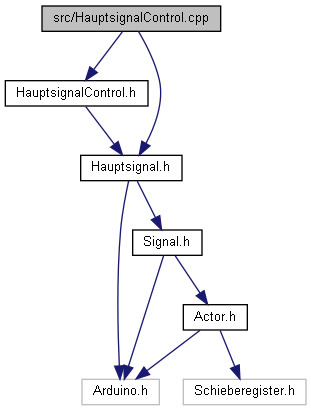 src/HauptsignalControl.cpp
HauptsignalControl.h
Hauptsignal.h
Signal.h
Actor.h
Arduino.h
Schieberegister.h